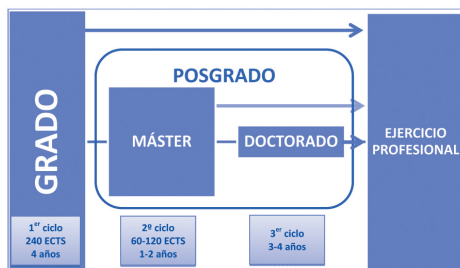 GRADO
POSGRADO
MÁSTER
DOCTORADO
EJERCICIO
PROFESIONAL
1er ciclo
240 ECTS
4 años
2º ciclo
60-120 ECTS
1-2 años
3er ciclo
3-4 años